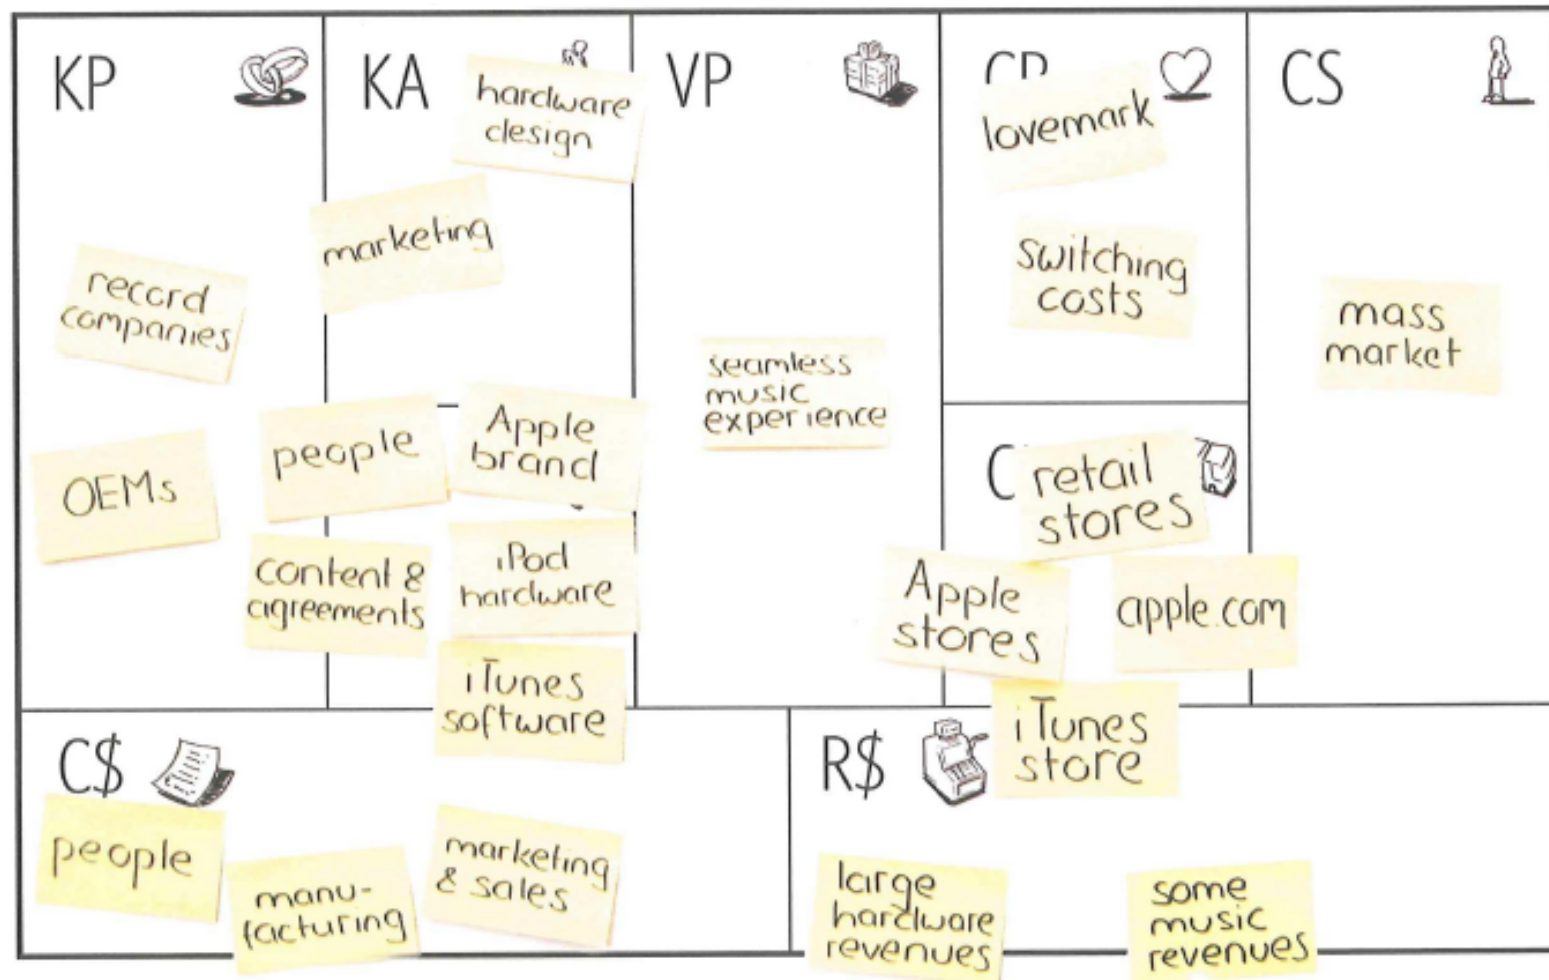 KP
record
companies
OEMs
KA
hardware
design
marketing
people
Apple
brand
content &
agreements
iPod
hardware
iTunes
software
VP
seamless
music
experience
CR
lovemark
switching
costs
C
retail
stores
Apple
stores
apple.com
iTunes
store
CS
mass
market
C$
people
manu-
facturing
marketing
& sales
R$
large
hardware
revenues
some
music
revenues